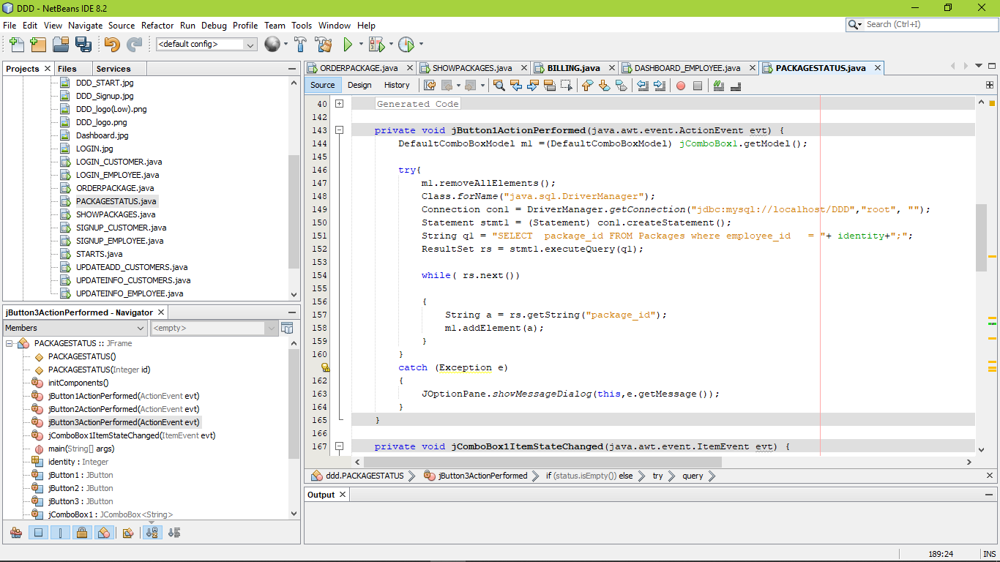 DDD - NetBeans IDE 8.2
File Edit View Navigate Source Refactor Run Debug Profile Team Tools Window Help
Search (Ctrl+I)
<default config>
Projects Files Services
DDD_START.jpg
DDD_Signup.jpg
DDD_logo(Low).png
DDD_logo.png
Dashboard.jpg
LOGIN.jpg
LOGIN_CUSTOMER.java
LOGIN_EMPLOYEE.java
ORDERPACKAGE.java
PACKAGESTATUS.java
SHOWPACKAGES.java
SIGNUP_CUSTOMER.java
SIGNUP_EMPLOYEE.java
STARTS.java
UPDATEADD_CUSTOMERS.java
UPDATEINFO_CUSTOMERS.java
UPDATEINFO_EMPLOYEE.java
jButton3ActionPerformed - Navigator
Members <empty>
PACKAGESTATUS :: JFrame
PACKAGESTATUS()
PACKAGESTATUS(Integer id)
initComponents()
jButton1ActionPerformed(ActionEvent evt)
jButton2ActionPerformed(ActionEvent evt)
jButton3ActionPerformed(ActionEvent evt)
jComboBox1ItemStateChanged(ItemEvent evt)
main(String[] args)
identity : Integer
jButton1 : JButton
jButton2 : JButton
jButton3 : JButton
jComboBox1 : JComboBox<String>
ORDERPACKAGE.java SHOWPACKAGES.java BILLING.java DASHBOARD_EMPLOYEE.java PACKAGESTATUS.java
Source Design History
40 Generated Code
142
143 private void jButton1ActionPerformed(java.awt.event.ActionEvent evt) {
144 DefaultComboBoxModel ml =(DefaultComboBoxModel) jComboBox1.getModel();
145
146 try{
147 ml.removeAllElements();
148 Class.forName("java.sql.DriverManager");
149 Connection con1 = DriverManager.getConnection("jdbc:mysql://localhost/DDD","root", "");
150 Statement stmt1 = (Statement) con1.createStatement();
151 String q1 = "SELECT  package_id FROM Packages where employee_id   = "+ identity+";";
152 ResultSet rs = stmt1.executeQuery(q1);
153
154 while( rs.next())
155
156 {
157 String a = rs.getString("package_id");
158 ml.addElement(a);
159 }
160 }
catch (Exception e)
162 {
163 JOptionPane.showMessageDialog(this,e.getMessage());
164 }
165 }
166
167 private void jComboBox1ItemStateChanged(java.awt.event.ItemEvent evt) {
ddd.PACKAGESTATUS jButton3ActionPerformed if (status.isEmpty()) else try query
Output
189:24 INS